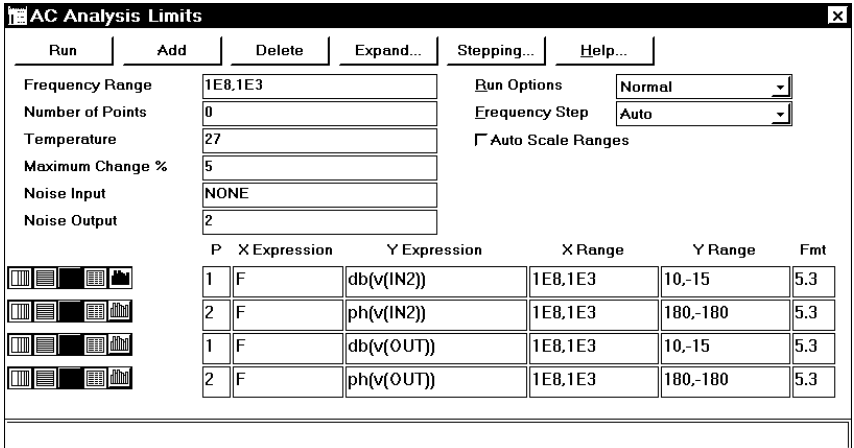 AC Analysis Limits
Run Add Delete Expand... Stepping... Help...
Frequency Range 1E8,1E3 Run Options Normal
Number of Points 0 Frequency Step Auto
Temperature 27 Auto Scale Ranges
Maximum Change % 5
Noise Input NONE
Noise Output 2
P X Expression Y Expression X Range Y Range Fmt
1 F db(v(IN2)) 1E8,1E3 10,-15 5.3
2 F ph(v(IN2)) 1E8,1E3 180,-180 5.3
1 F db(v(OUT)) 1E8,1E3 10,-15 5.3
2 F ph(v(OUT)) 1E8,1E3 180,-180 5.3